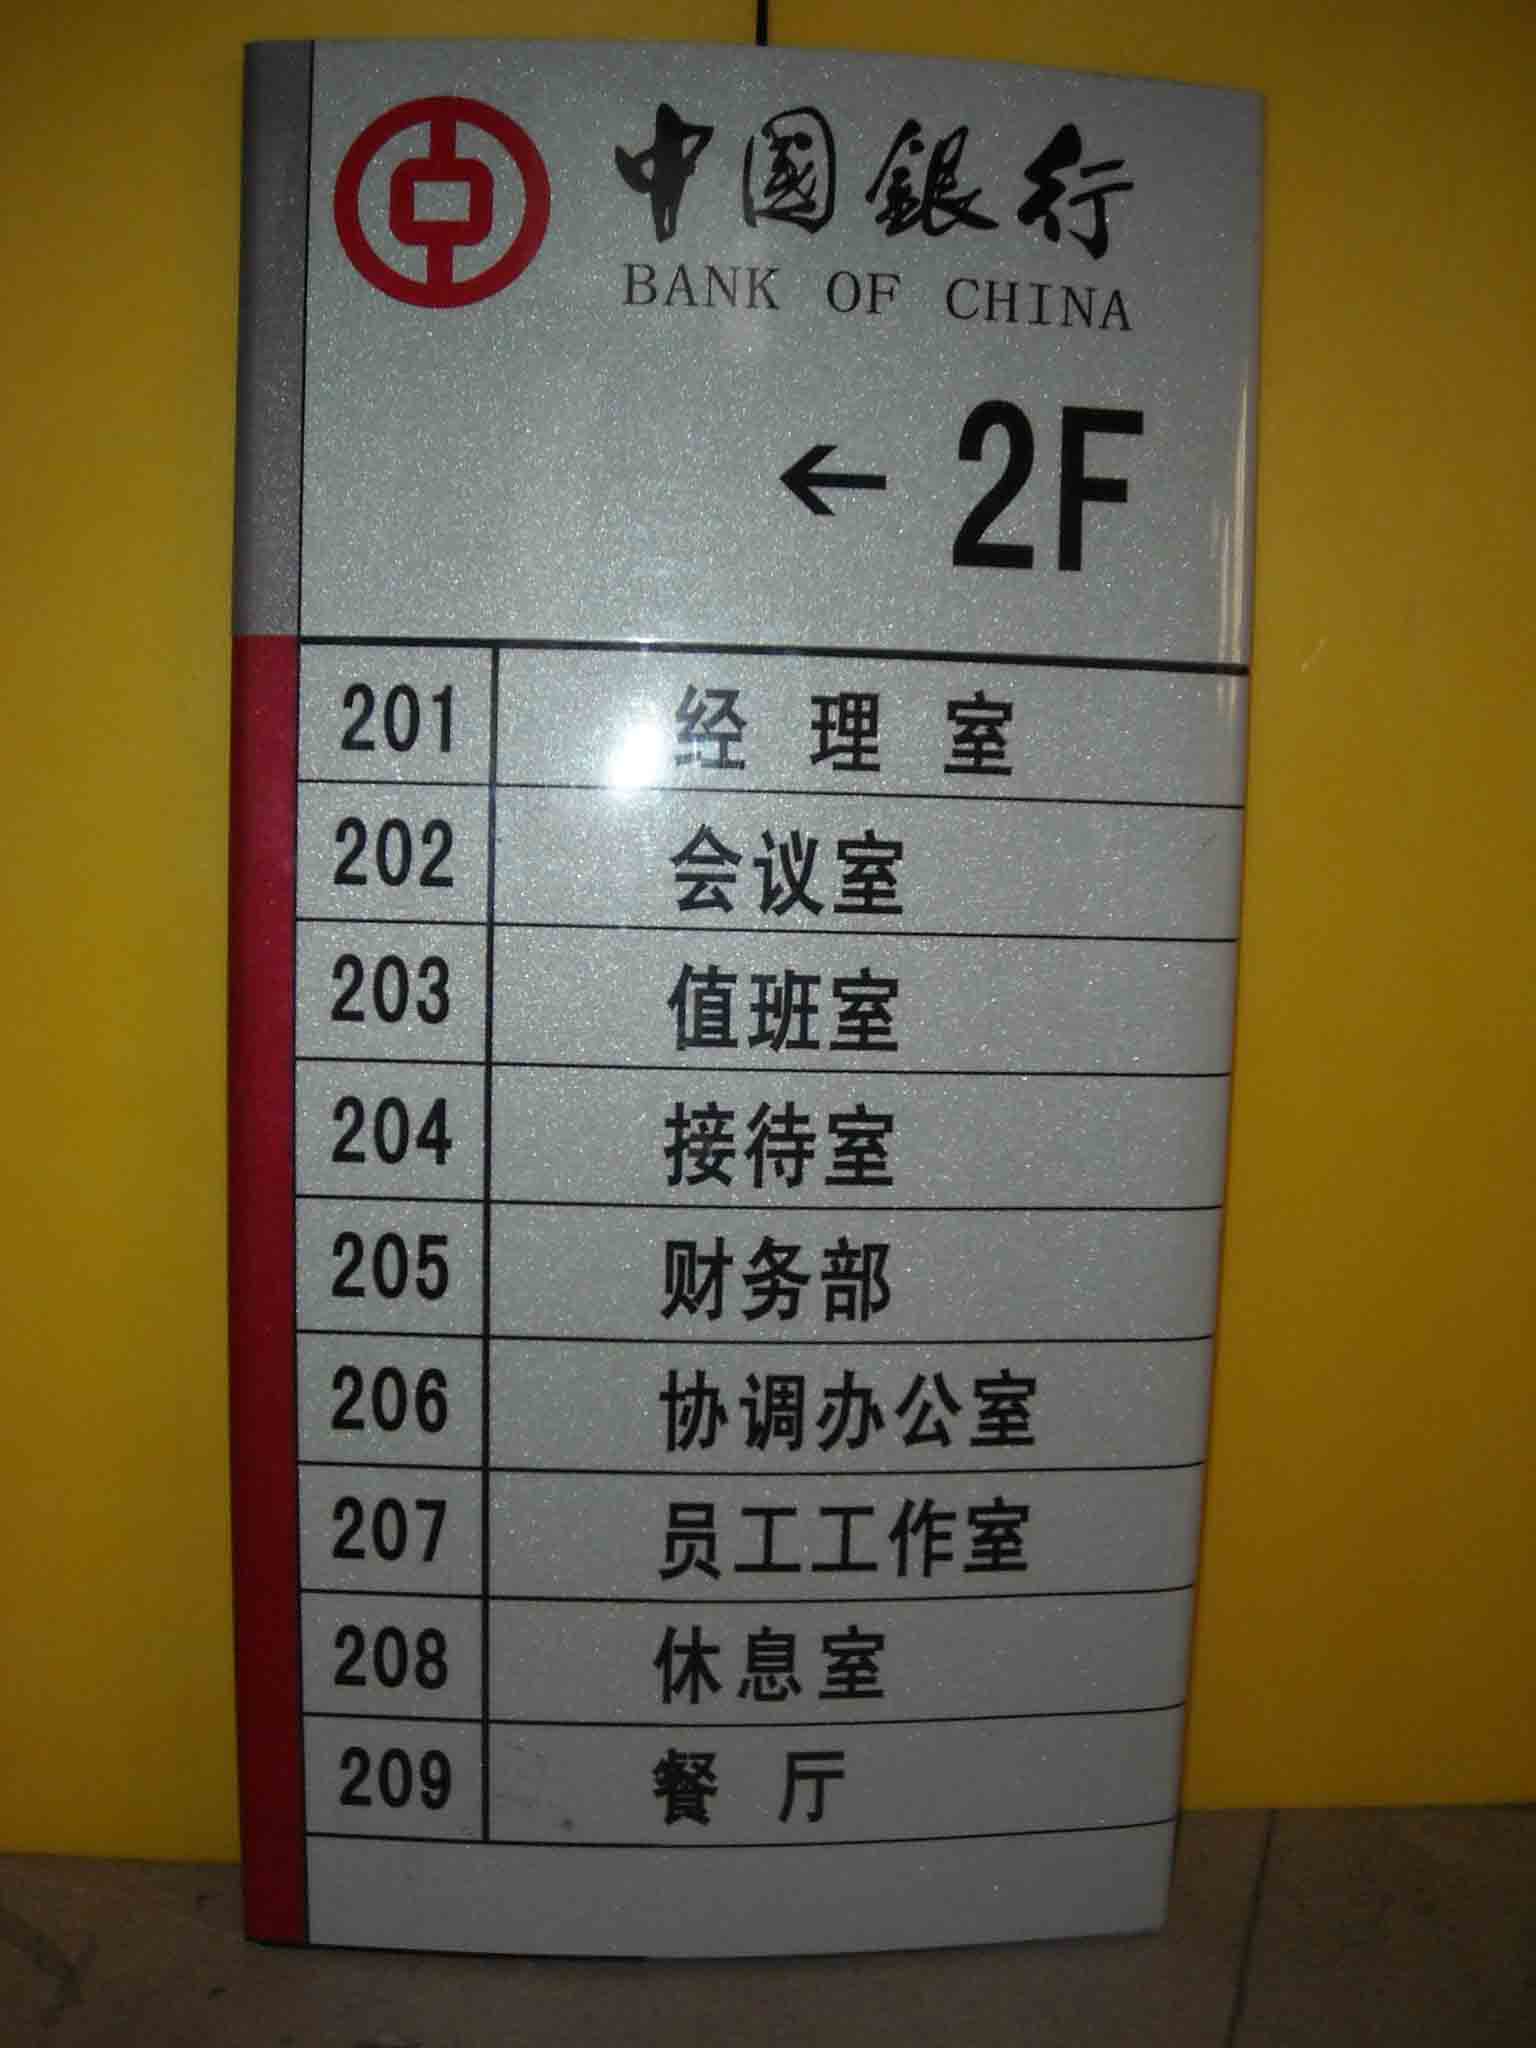 中國銀行
BANK OF CHINA
← 2F
201 经理室
202 会议室
203 值班室
204 接待室
205 财务部
206 协调办公室
207 员工工作室
208 休息室
209 餐厅